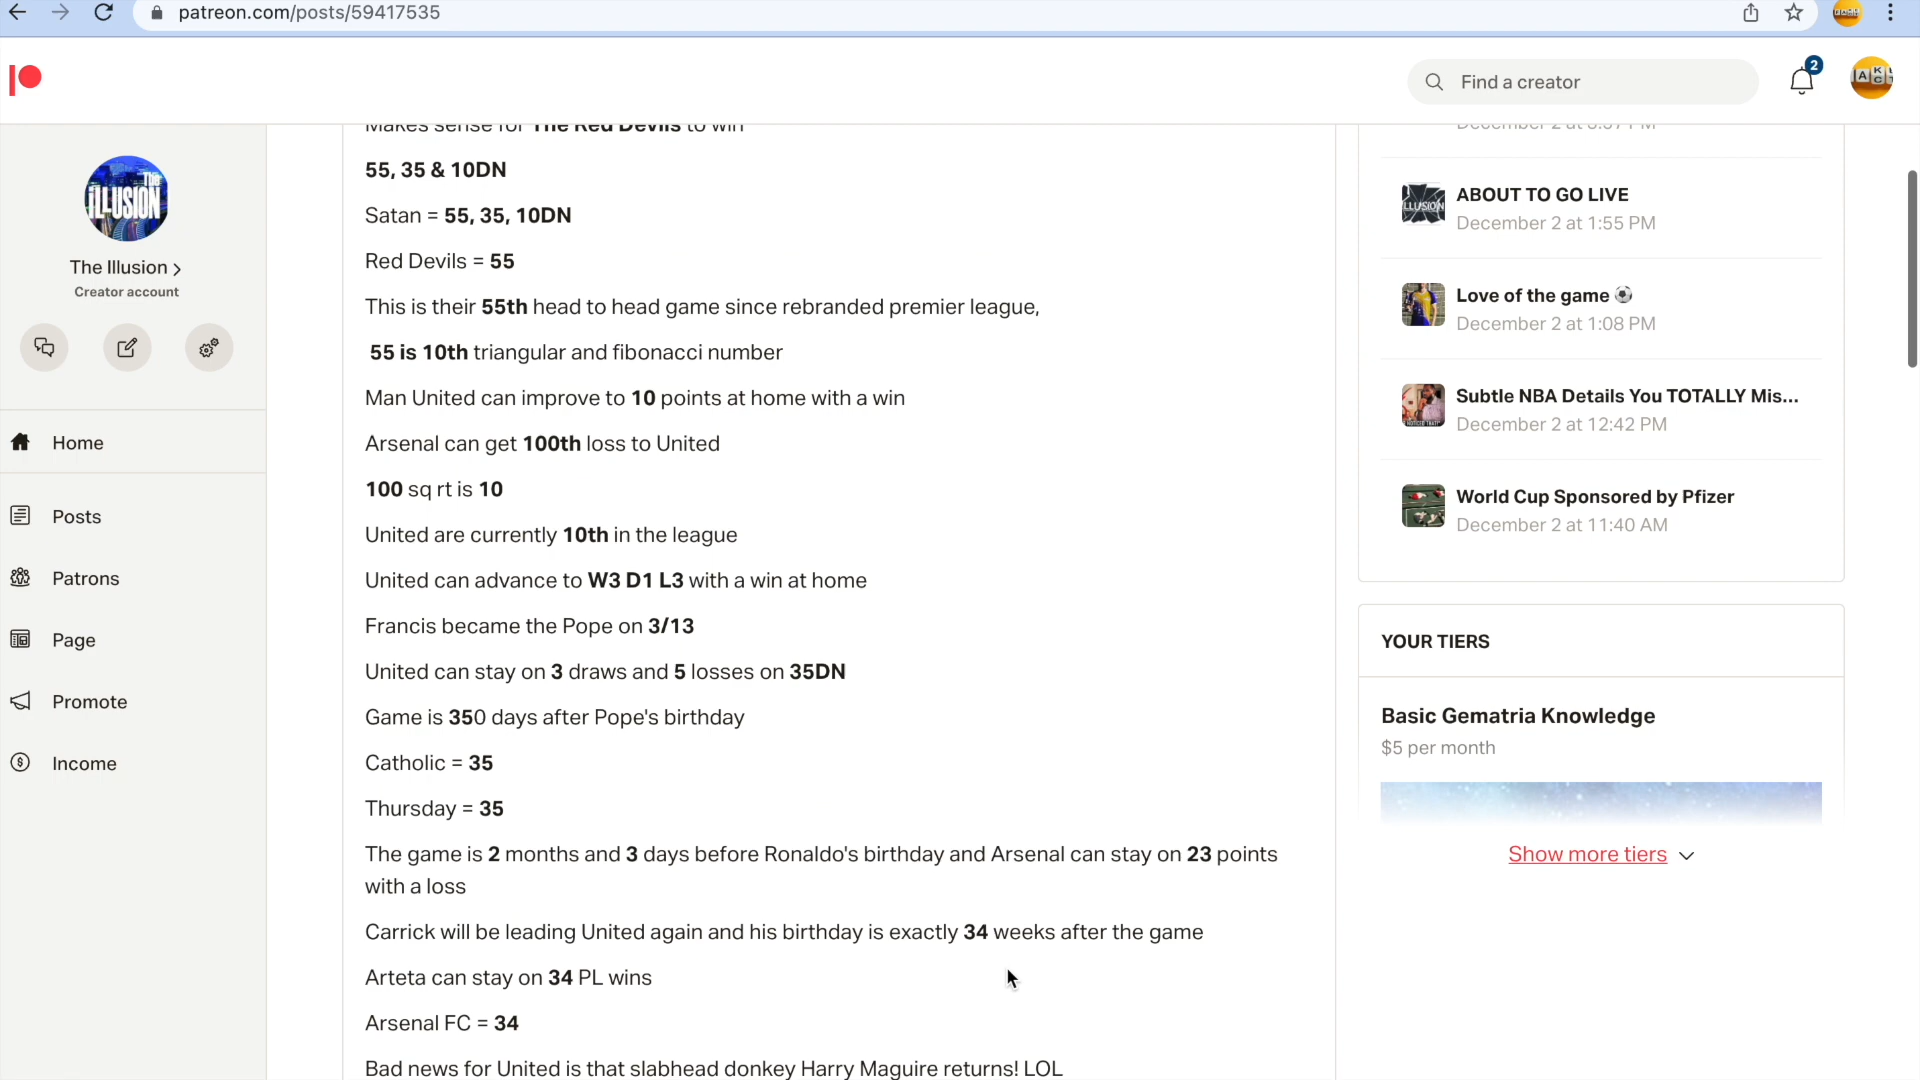 patreon.com/posts/59417535
Find a creator
2
The Illusion
Creator account
Home
Posts
Patrons
Page
Promote
Income
Makes sense for The Red Devils to win
55, 35 & 10DN
Satan = 55, 35, 10DN
Red Devils = 55
This is their 55th head to head game since rebranded premier league,
55 is 10th triangular and fibonacci number
Man United can improve to 10 points at home with a win
Arsenal can get 100th loss to United
100 sq rt is 10
United are currently 10th in the league
United can advance to W3 D1 L3 with a win at home
Francis became the Pope on 3/13
United can stay on 3 draws and 5 losses on 35DN
Game is 350 days after Pope's birthday
Catholic = 35
Thursday = 35
The game is 2 months and 3 days before Ronaldo's birthday and Arsenal can stay on 23 points
with a loss
Carrick will be leading United again and his birthday is exactly 34 weeks after the game
Arteta can stay on 34 PL wins
Arsenal FC = 34
Bad news for United is that slabhead donkey Harry Maguire returns! LOL
ABOUT TO GO LIVE
December 2 at 1:55 PM
Love of the game ⚽
December 2 at 1:08 PM
Subtle NBA Details You TOTALLY Mis...
December 2 at 12:42 PM
World Cup Sponsored by Pfizer
December 2 at 11:40 AM
YOUR TIERS
Basic Gematria Knowledge
$5 per month
Show more tiers